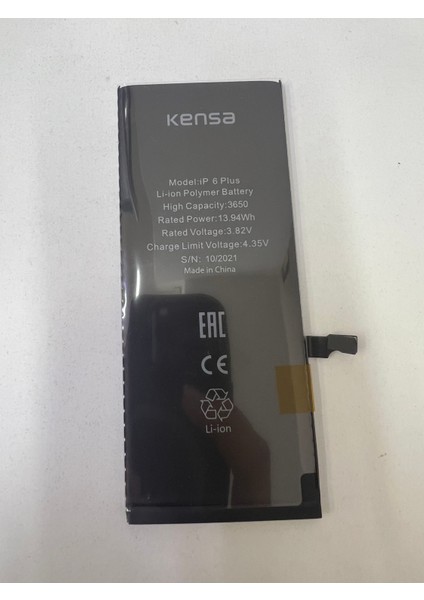 Kensa
Model:iP 6 Plus
Li-ion Polymer Battery
High Capacity:3650
Rated Power:13.94Wh
Rated Voltage:3.82V
Charge Limit Voltage:4.35V
S/N: 10/2021
Made in China
EAC
CE
Li-ion